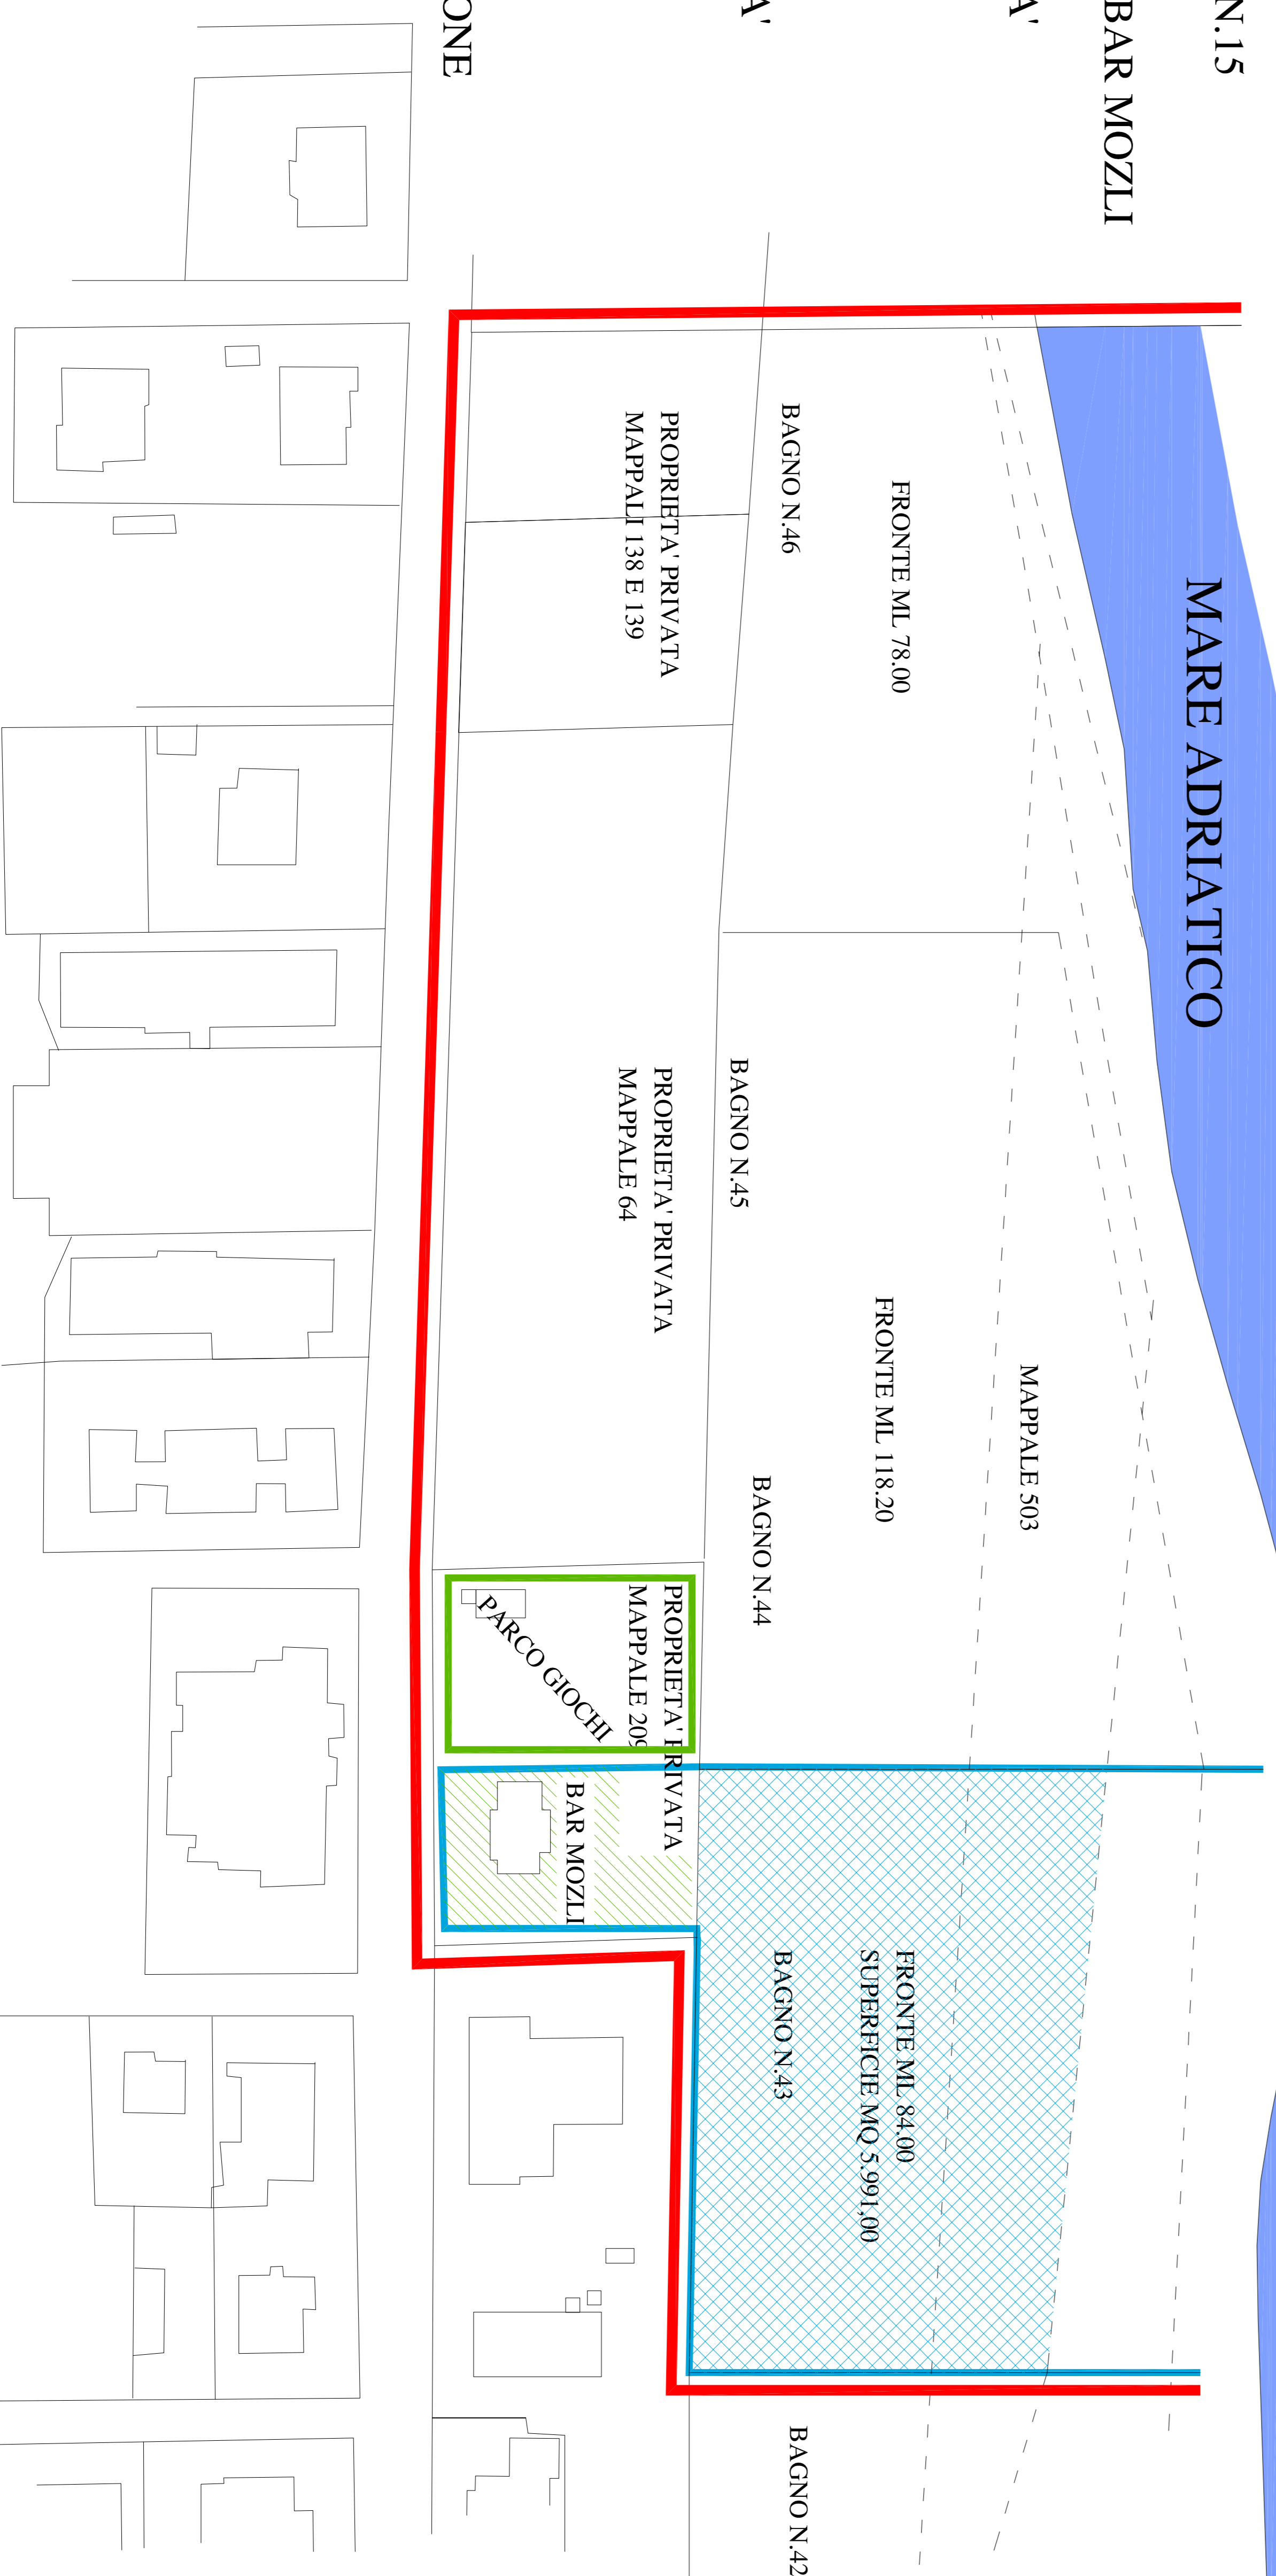 N.15
BAR MOZLI
A'
A'
ONE
MARE ADRIATICO
FRONTE ML 78.00
BAGNO N.46
PROPRIETA' PRIVATA
MAPPALI 138 E 139
BAGNO N.45
PROPRIETA' PRIVATA
MAPPALE 64
MAPPALE 503
FRONTE ML 118.20
BAGNO N.44
PROPRIETA' PRIVATA
MAPPALE 209
PARCO GIOCHI
BAR MOZLI
FRONTE ML 84.00
SUPERFICIE MQ 5.991,00
BAGNO N.43
BAGNO N.42